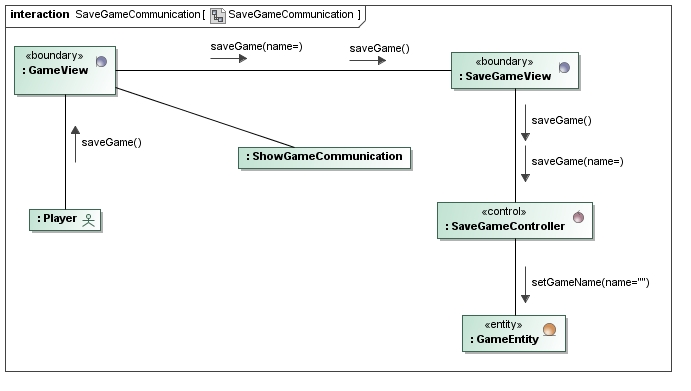 interaction SaveGameCommunication [ SaveGameCommunication ]
saveGame(name=) saveGame()
«boundary»
: GameView
«boundary»
: SaveGameView
saveGame()
saveGame()
: ShowGameCommunication
saveGame(name=)
: Player
«control»
: SaveGameController
setGameName(name="")
«entity»
: GameEntity